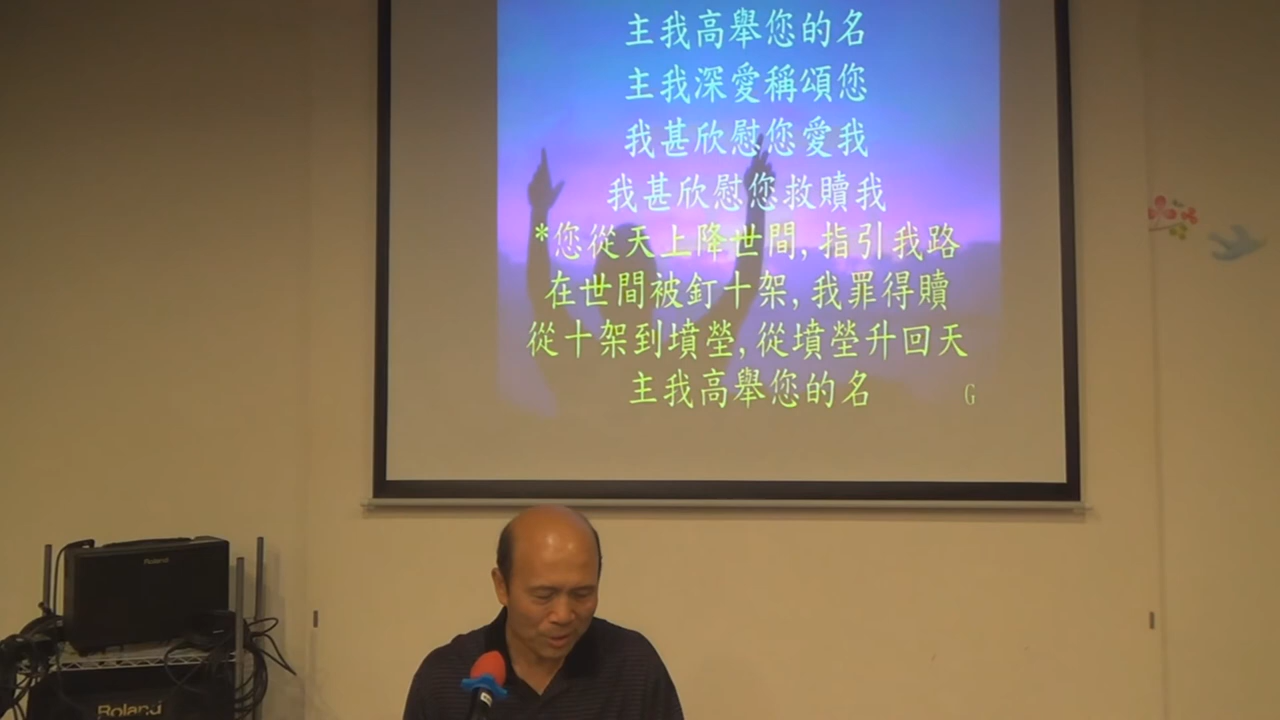 主我高舉您的名
主我深愛稱頌您
我甚欣慰您愛我
我甚欣慰您救贖我
*您從天上降世間,指引我路
在世間被釘十架,我罪得贖
從十架到墳塋,從墳塋升回天
主我高舉您的名
G
Roland
Roland